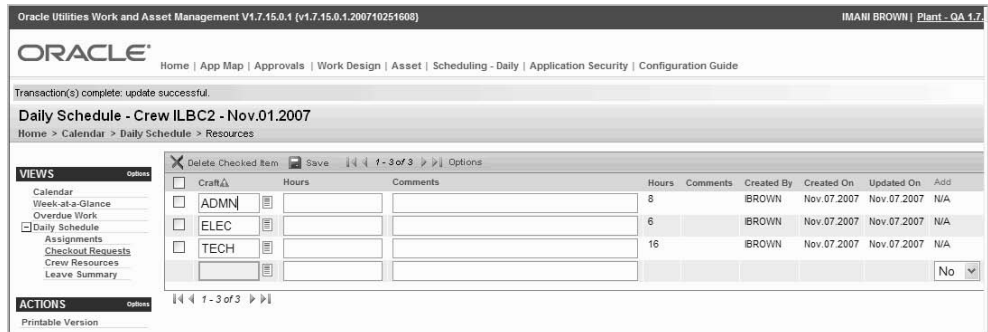 Oracle Utilities Work and Asset Management V1.7.15.0.1 {v1.7.15.0.1.200710251608} IMANI BROWN | Plant - QA 1.7.
ORACLE
Home | App Map | Approvals | Work Design | Asset | Scheduling - Daily | Application Security | Configuration Guide
Transaction(s) complete: update successful.
Daily Schedule - Crew ILBC2 - Nov.01.2007
Home > Calendar > Daily Schedule > Resources
VIEWS Options
Calendar
Week-at-a-Glance
Overdue Work
Daily Schedule
Assignments
Checkout Requests
Crew Resources
Leave Summary
ACTIONS Options
Printable Version
Delete Checked Item Save 1 - 3 of 3 Options
Craft Hours Comments Hours Comments Created By Created On Updated On Add
ADMN 8 IBROWN Nov.07.2007 Nov.07.2007 N/A
ELEC 6 IBROWN Nov.07.2007 Nov.07.2007 N/A
TECH 16 IBROWN Nov.07.2007 Nov.07.2007 N/A
No
1 - 3 of 3